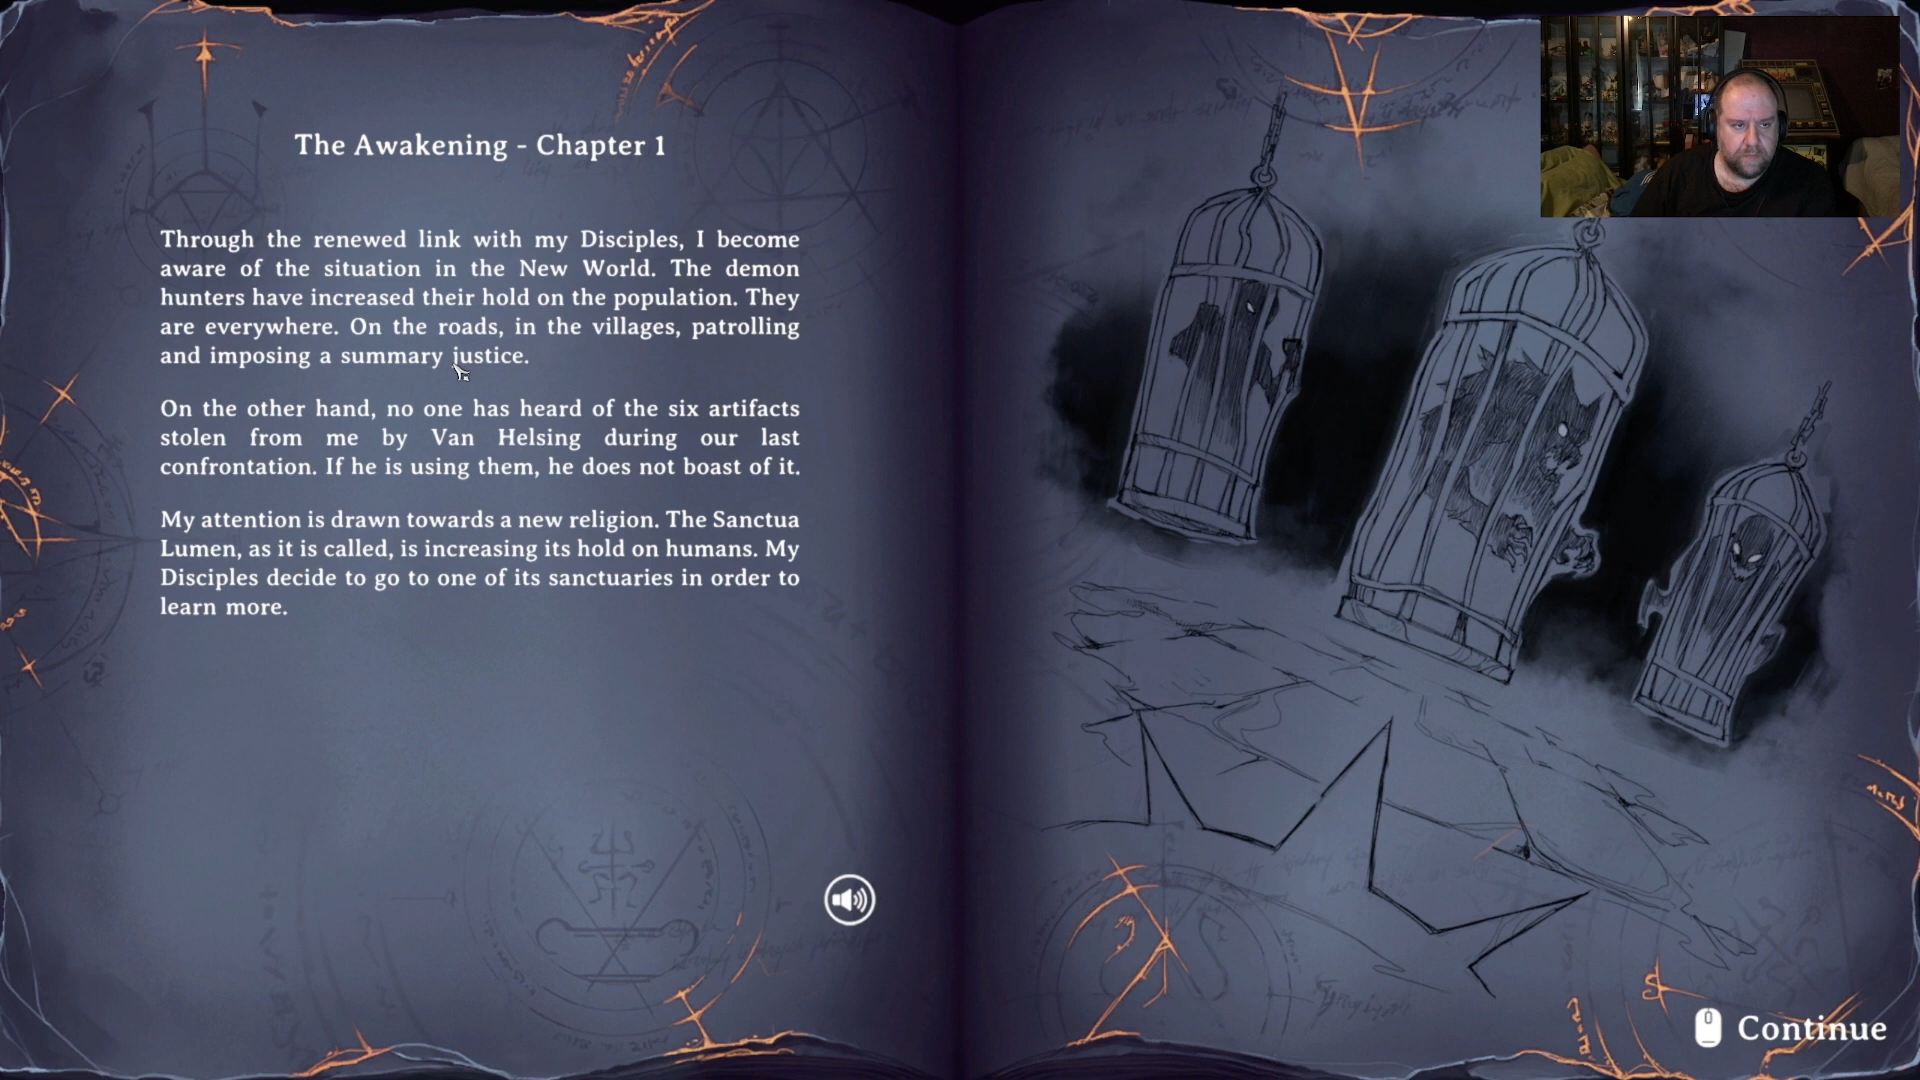 The Awakening - Chapter 1
Through the renewed link with my Disciples, I become
aware of the situation in the New World. The demon
hunters have increased their hold on the population. They
are everywhere. On the roads, in the villages, patrolling
and imposing a summary justice.
On the other hand, no one has heard of the six artifacts
stolen from me by Van Helsing during our last
confrontation. If he is using them, he does not boast of it.
My attention is drawn towards a new religion. The Sanctua
Lumen, as it is called, is increasing its hold on humans. My
Disciples decide to go to one of its sanctuaries in order to
learn more.
Continue